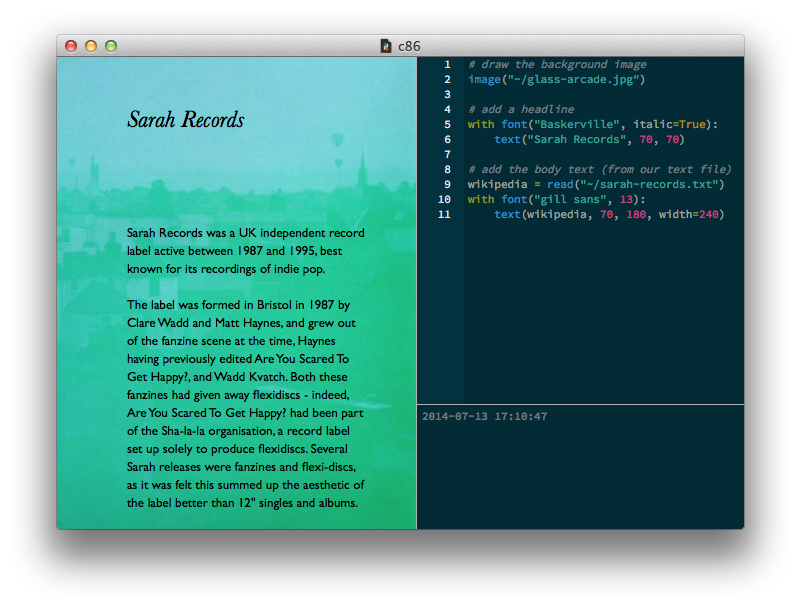 c86
Sarah Records
Sarah Records was a UK independent record
label active between 1987 and 1995, best
known for its recordings of indie pop.
The label was formed in Bristol in 1987 by
Clare Wadd and Matt Haynes, and grew out
of the fanzine scene at the time, Haynes
having previously edited Are You Scared To
Get Happy?, and Wadd Kvatch. Both these
fanzines had given away flexidiscs - indeed,
Are You Scared To Get Happy? had been part
of the Sha-la-la organisation, a record label
set up solely to produce flexidiscs. Several
Sarah releases were fanzines and flexi-discs,
as it was felt this summed up the aesthetic of
the label better than 12" singles and albums.
1 # draw the background image
2 image("~/glass-arcade.jpg")
3
4 # add a headline
5 with font("Baskerville", italic=True):
6 text("Sarah Records", 70, 70)
7
8 # add the body text (from our text file)
9 wikipedia = read("~/sarah-records.txt")
10 with font("gill sans", 13):
11 text(wikipedia, 70, 180, width=240)
2014-07-13 17:10:47